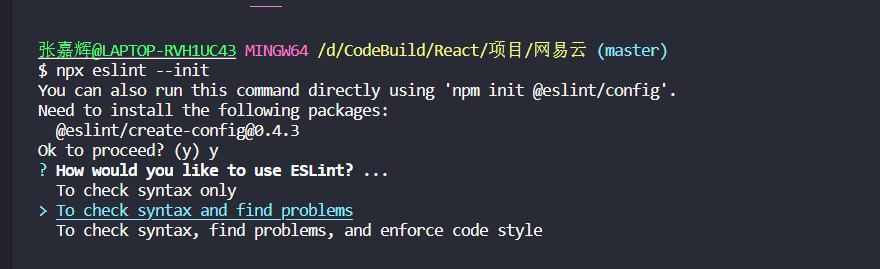 张嘉辉@LAPTOP-RVH1UC43 MINGW64 /d/CodeBuild/React/项目/网易云 (master)
$ npx eslint --init
You can also run this command directly using 'npm init @eslint/config'.
Need to install the following packages:
  @eslint/create-config@0.4.3
Ok to proceed? (y) y
? How would you like to use ESLint? ...
  To check syntax only
> To check syntax and find problems
  To check syntax, find problems, and enforce code style